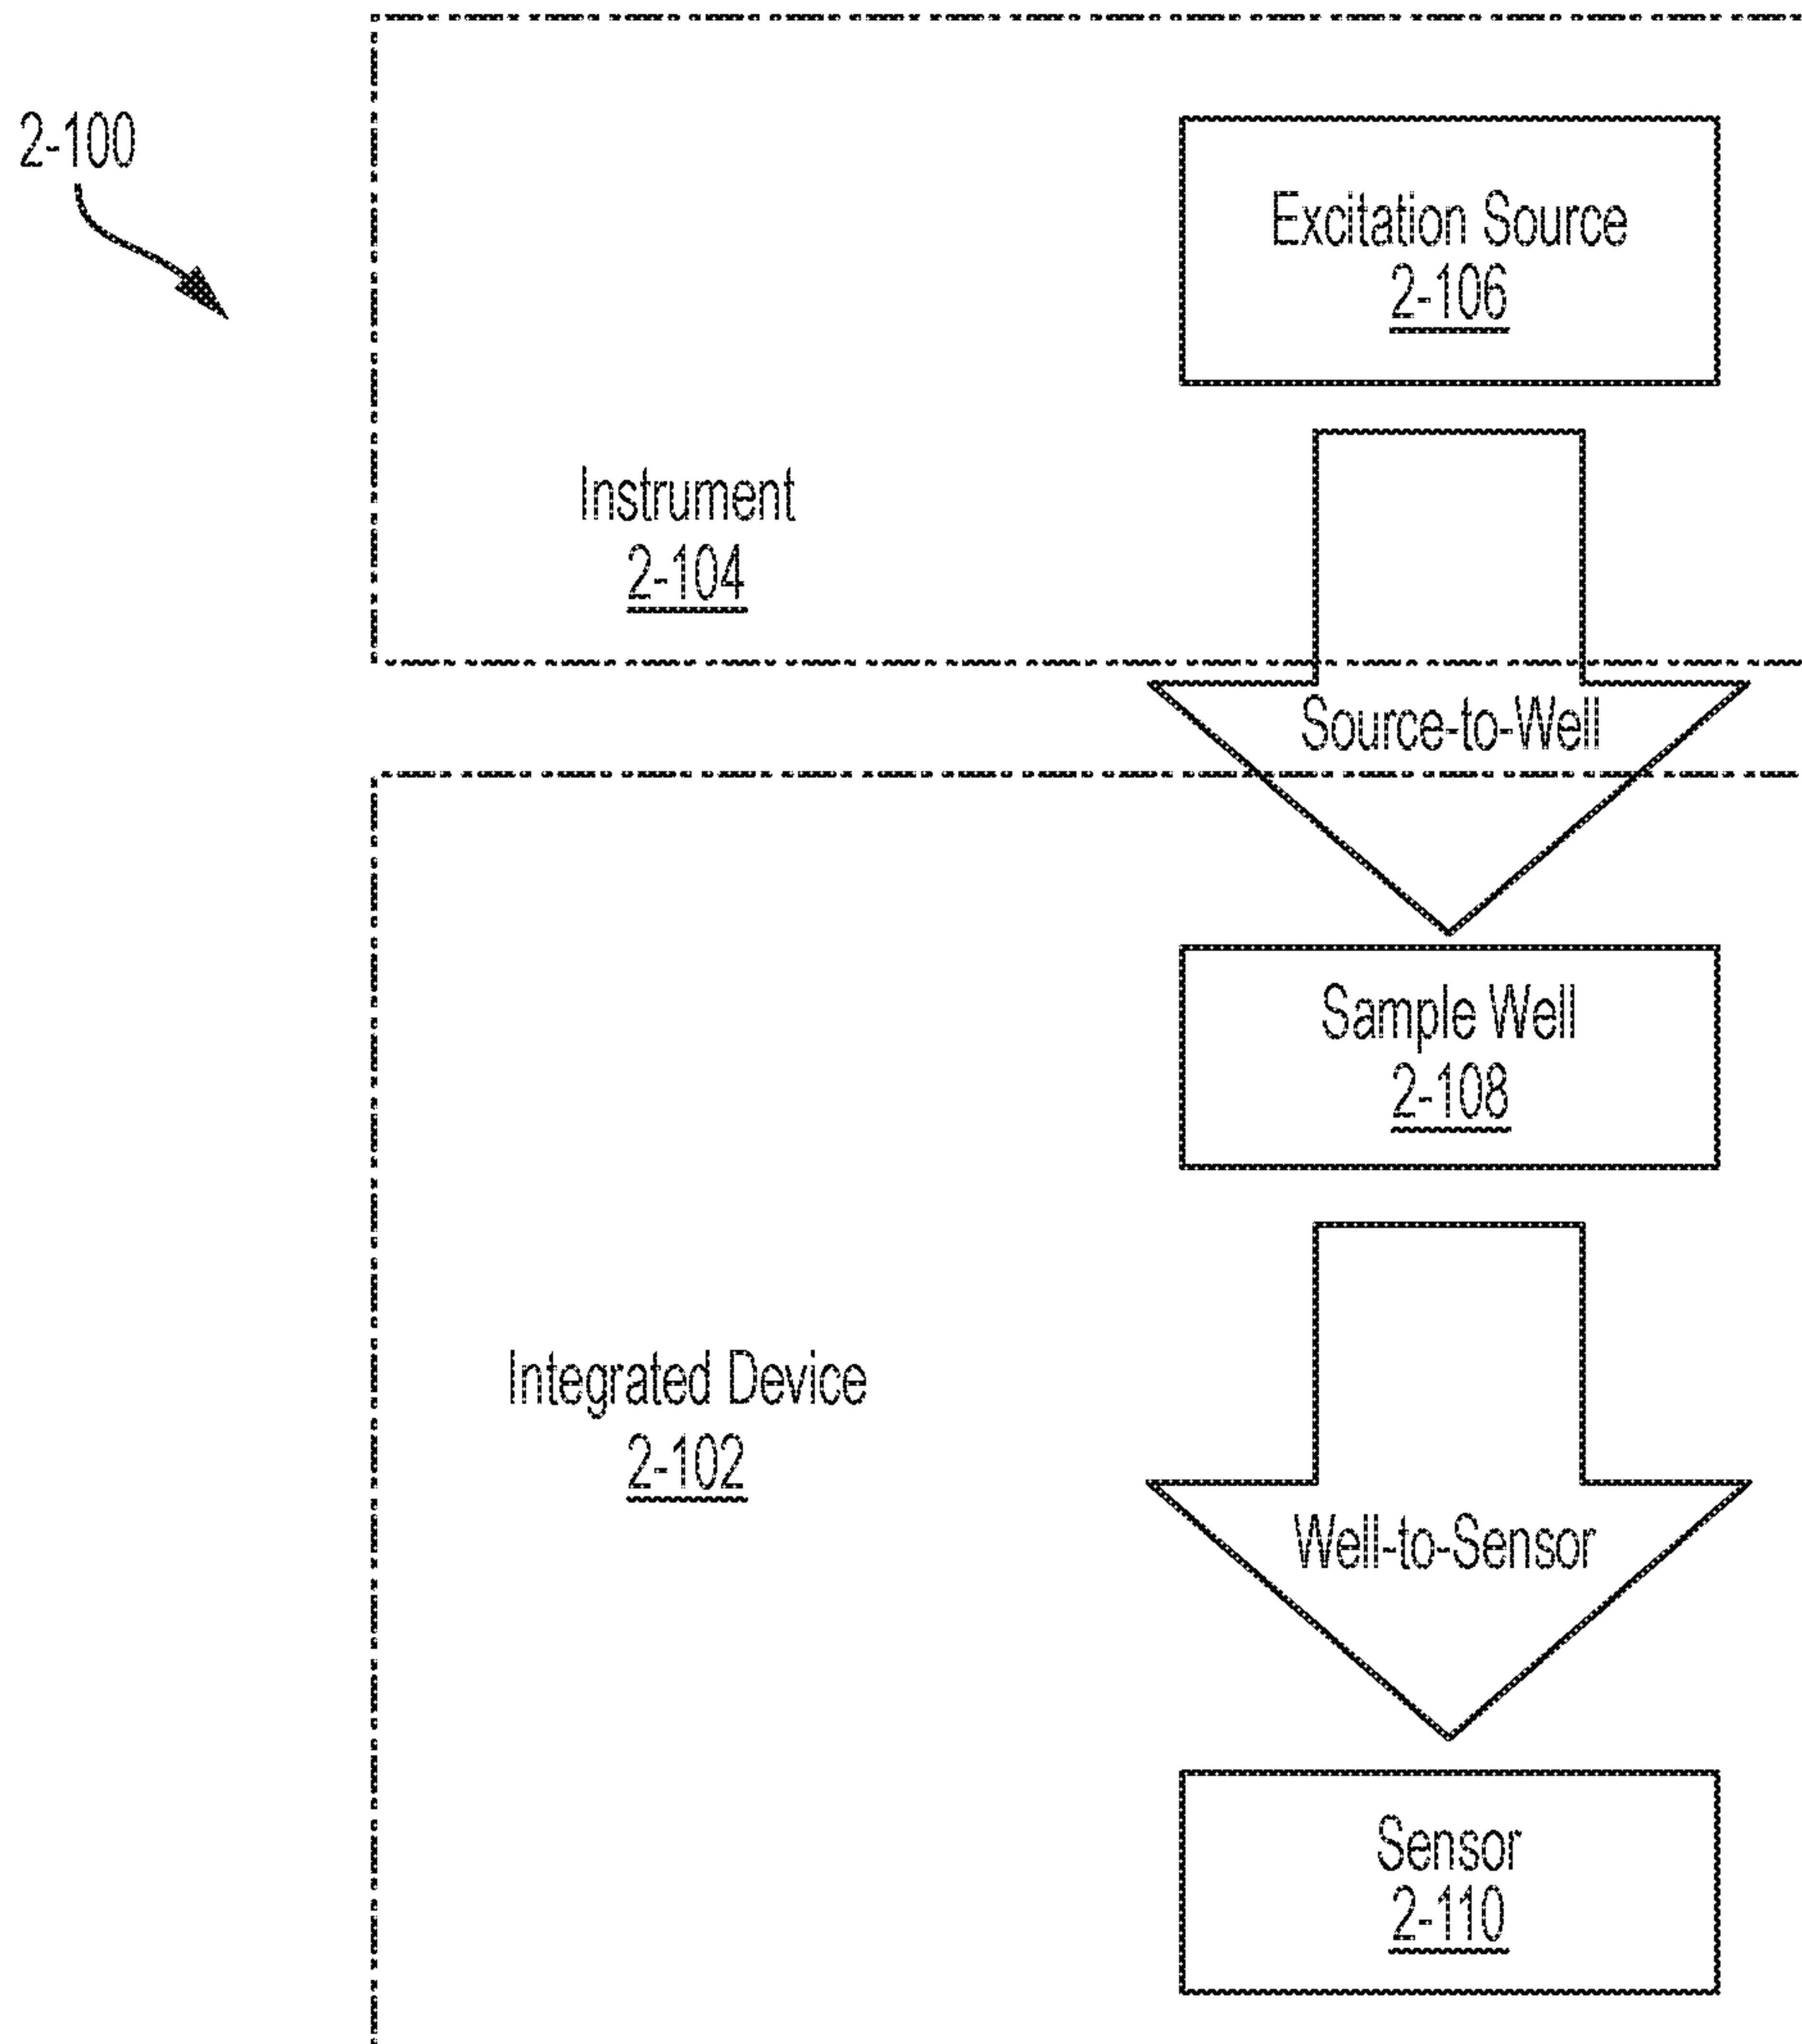 2-100
Excitation Source
2-106
Instrument
2-104
Source-to-Well
Sample Well
2-108
Integrated Device
2-102
Well-to-Sensor
Sensor
2-110